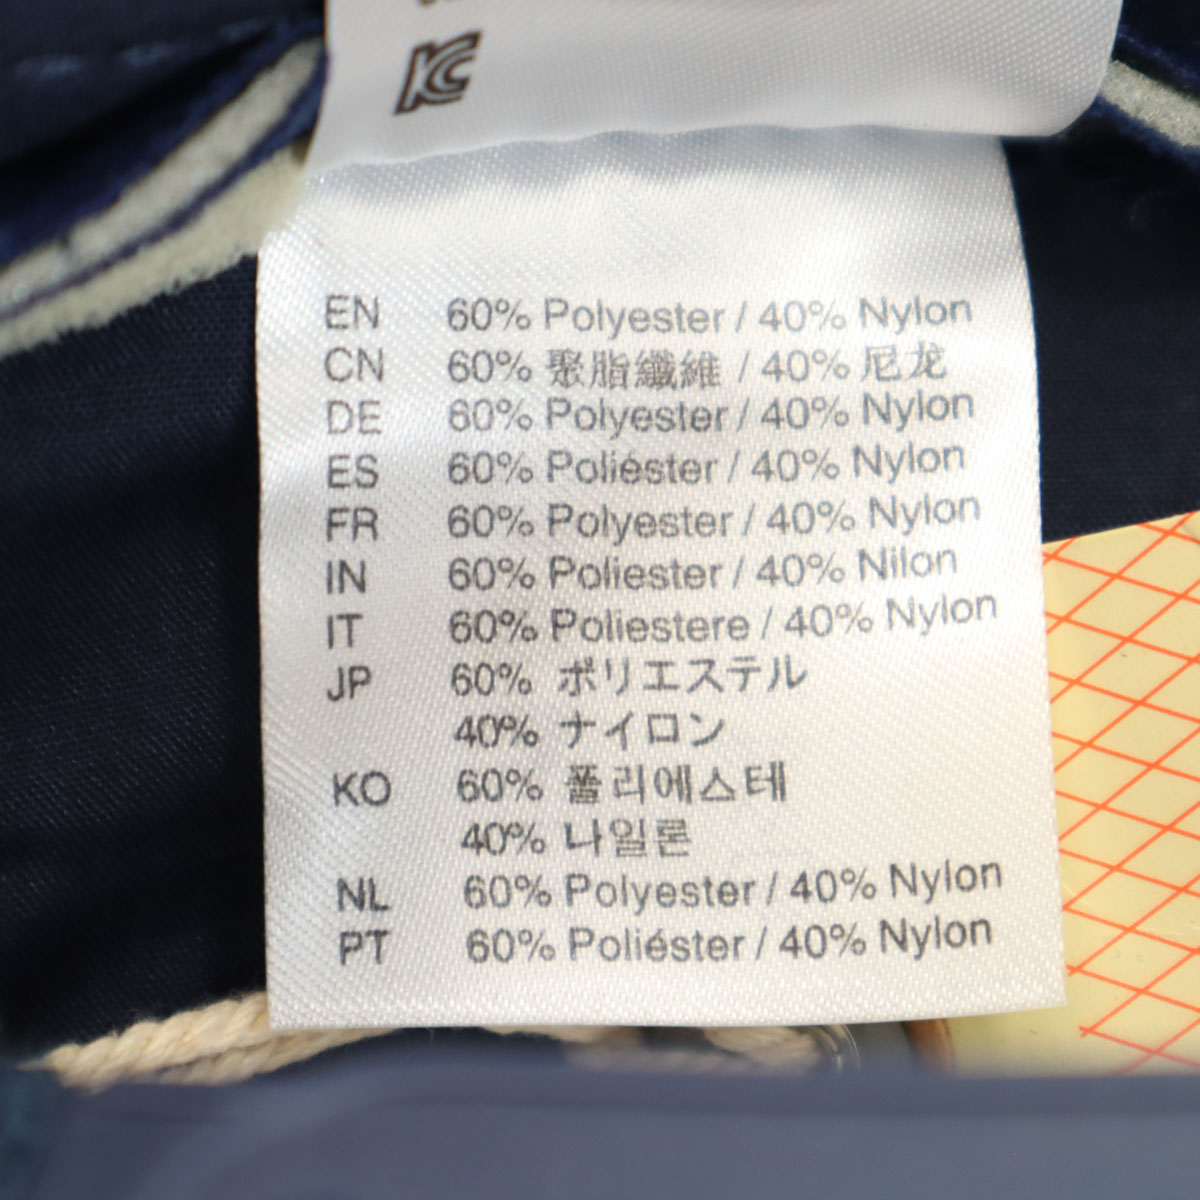 KC
EN 60% Polyester / 40% Nylon
CN 60% 聚脂纖維 / 40% 尼龙
DE 60% Polyester / 40% Nylon
ES 60% Poliéster / 40% Nylon
FR 60% Polyester / 40% Nylon
IN 60% Poliester / 40% Nilon
IT 60% Poliestere / 40% Nylon
JP 60% ポリエステル
40% ナイロン
KO 60% 폴리에스테
40% 나일론
NL 60% Polyester / 40% Nylon
PT 60% Poliéster / 40% Nylon